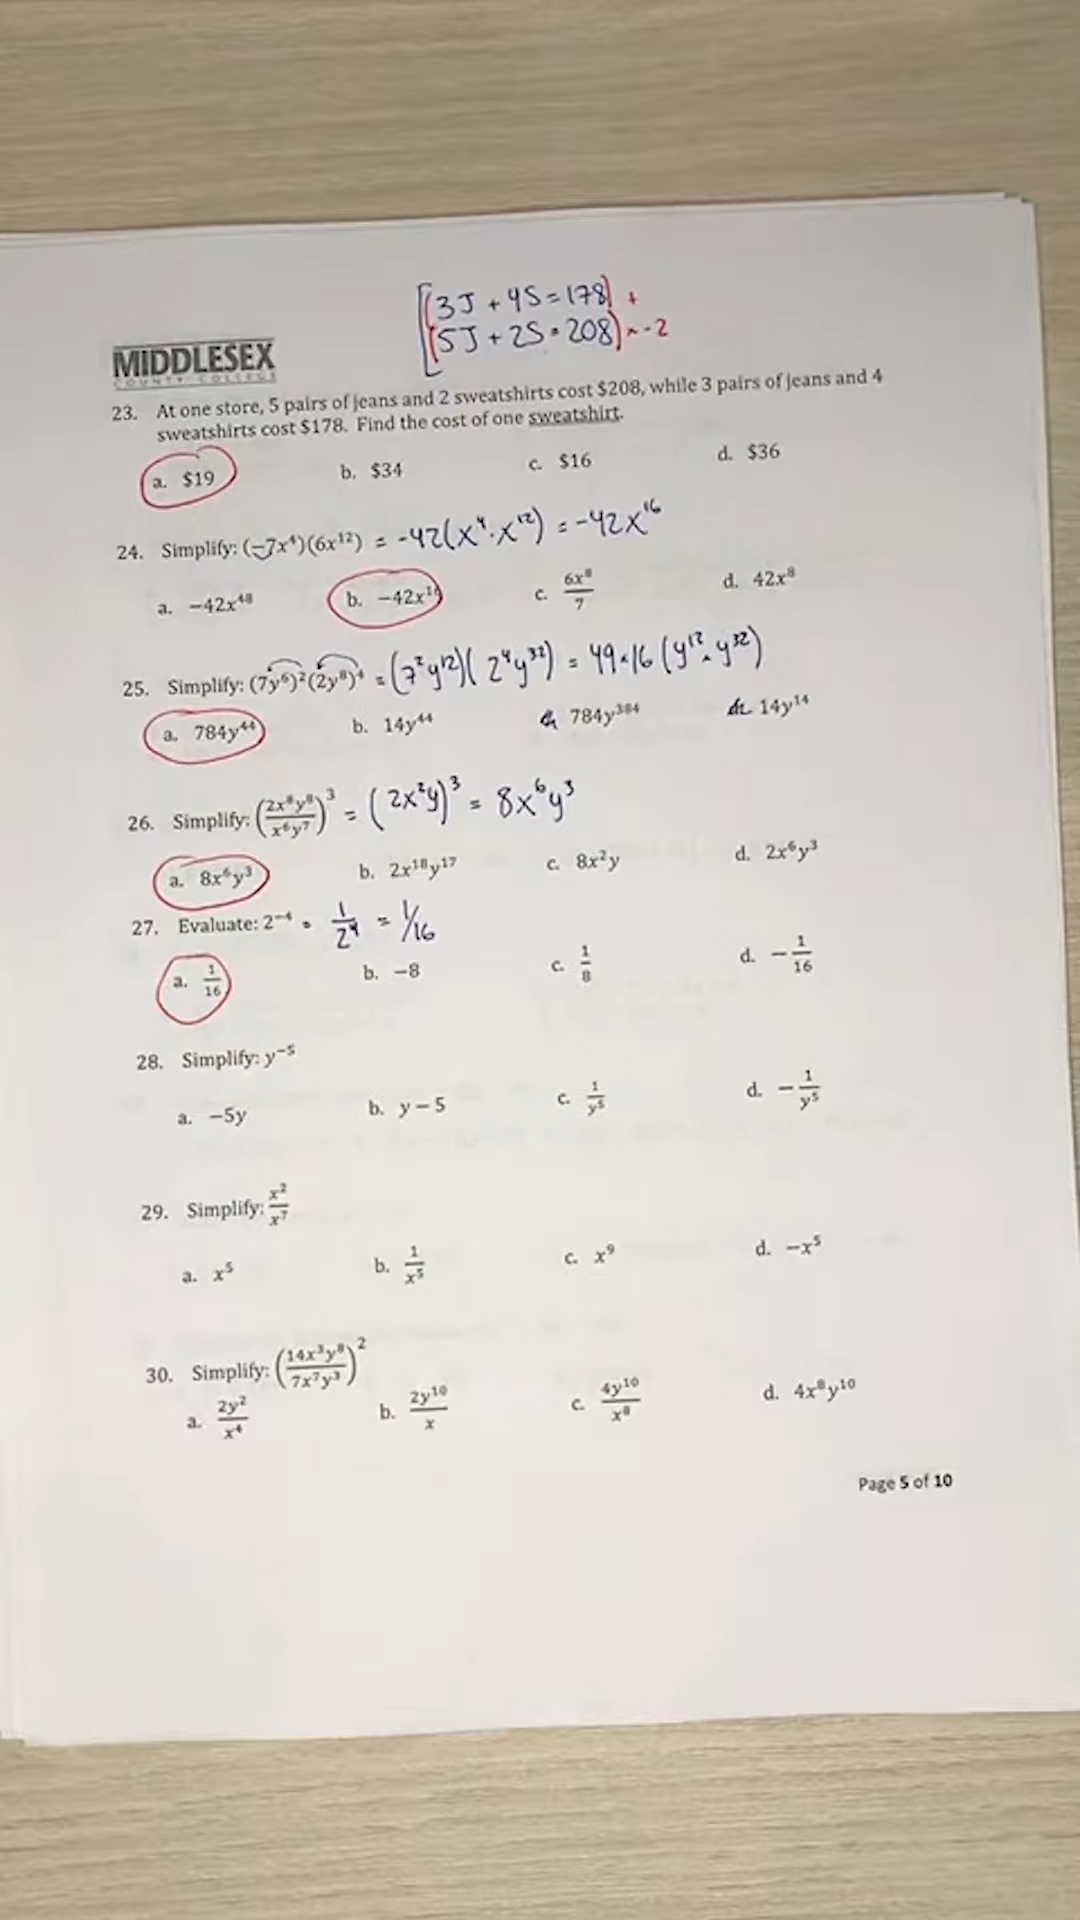 [(3J + 4S = 178) +
[(5J + 2S = 208) × -2
MIDDLESEX
COUNTY COLLEGE
23. At one store, 5 pairs of jeans and 2 sweatshirts cost $208, while 3 pairs of jeans and 4
sweatshirts cost $178. Find the cost of one sweatshirt.
a. $19 b. $34 c. $16 d. $36
24. Simplify: (−7x⁴)(6x¹²) = -42(x⁴·x¹²) = -42x¹⁶
a. −42x⁴⁸ b. −42x¹⁶ c. 6x⁸/7 d. 42x⁸
25. Simplify: (7y⁶)²(2y⁸)⁴ = (7²y¹²)(2⁴y³²) = 49·16(y¹²·y³²)
a. 784y⁴⁴ b. 14y⁴⁴ 784y³⁸⁴ 14y¹⁴
26. Simplify: (2x⁸y⁸/x⁶y⁷)³ = (2x²y)³ = 8x⁶y³
a. 8x⁶y³ b. 2x¹⁸y¹⁷ c. 8x²y d. 2x⁶y³
27. Evaluate: 2⁻⁴ = 1/2⁴ = 1/16
a. 1/16 b. −8 c. 1/8 d. −1/16
28. Simplify: y⁻⁵
a. −5y b. y − 5 c. 1/y⁵ d. −1/y⁵
29. Simplify: x²/x⁷
a. x⁵ b. 1/x⁵ c. x⁹ d. −x⁵
30. Simplify: (14x³y⁸/7x⁷y³)²
a. 2y²/x⁴ b. 2y¹⁰/x c. 4y¹⁰/x⁸ d. 4x⁸y¹⁰
Page 5 of 10